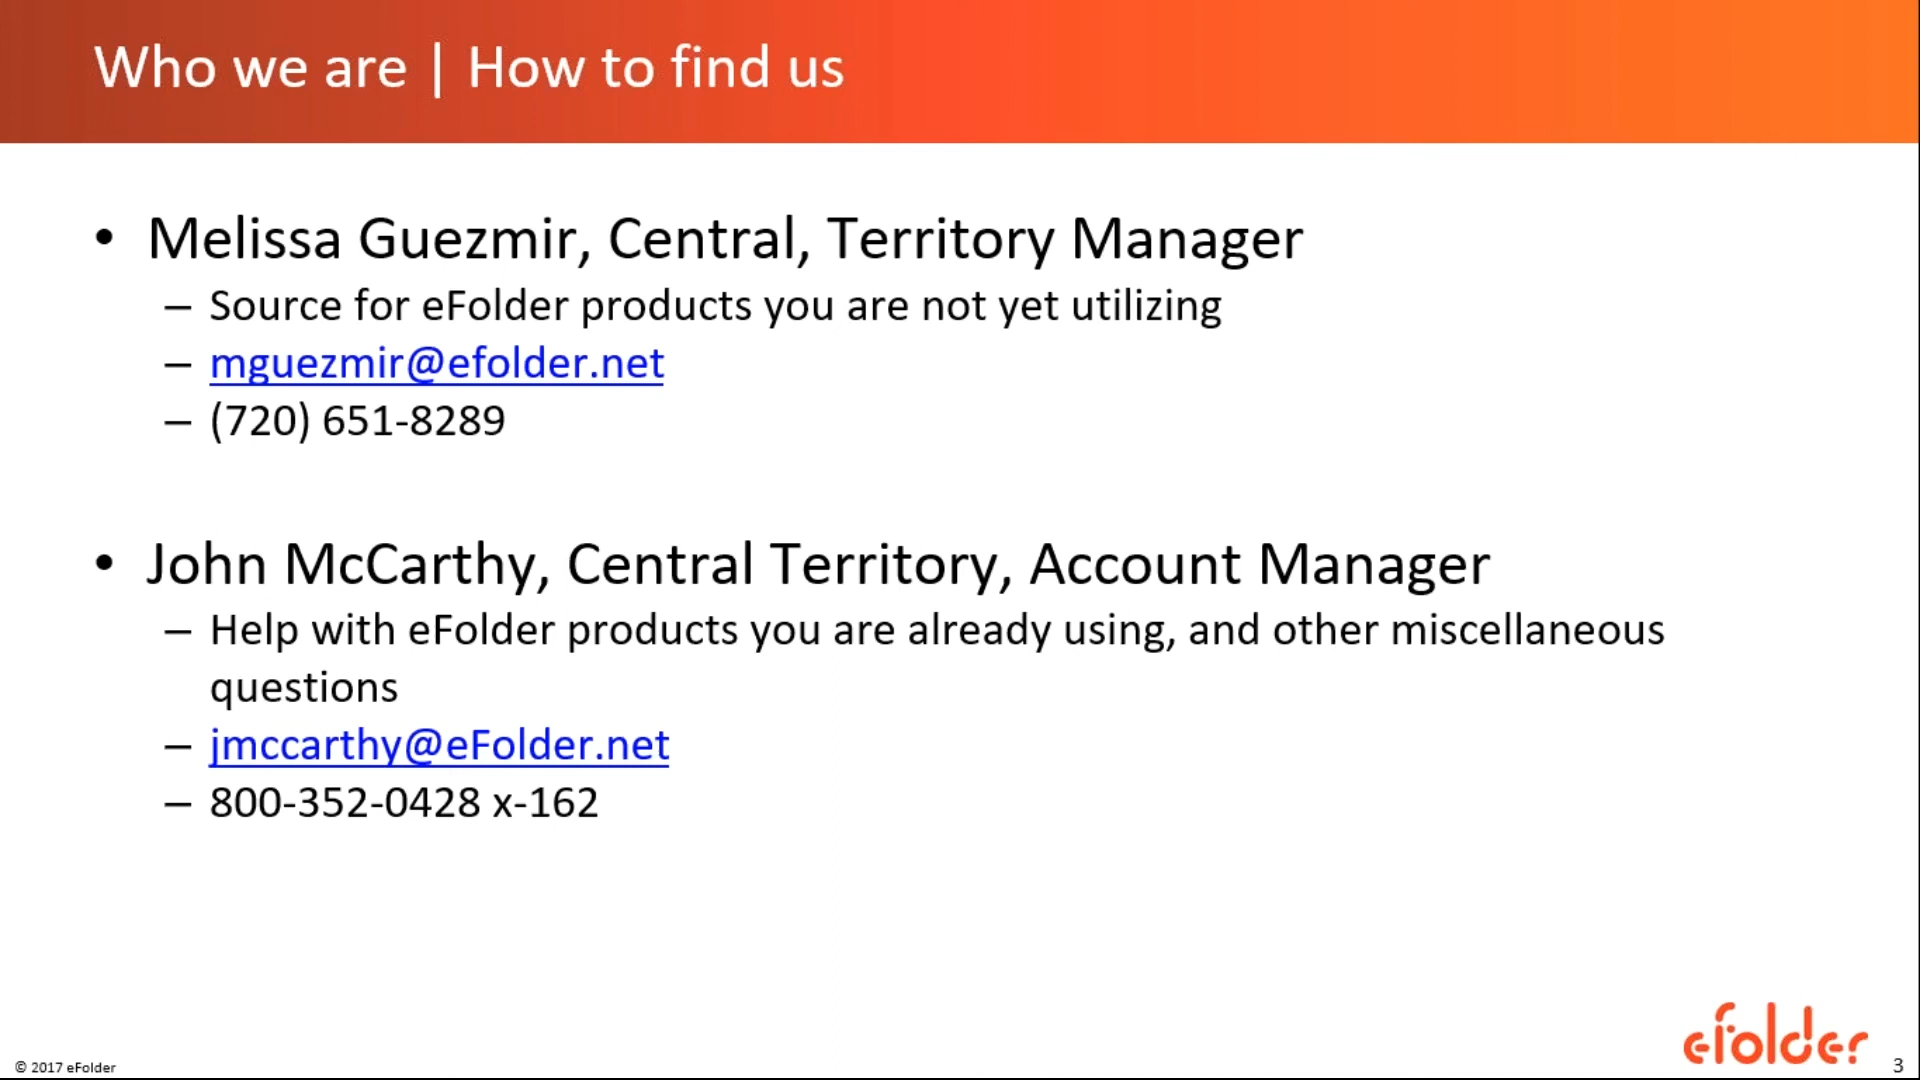 Who we are | How to find us
• Melissa Guezmir, Central, Territory Manager
– Source for eFolder products you are not yet utilizing
– mguezmir@efolder.net
– (720) 651-8289
• John McCarthy, Central Territory, Account Manager
– Help with eFolder products you are already using, and other miscellaneous
questions
– jmccarthy@eFolder.net
– 800-352-0428 x-162
efolder
© 2017 eFolder
3